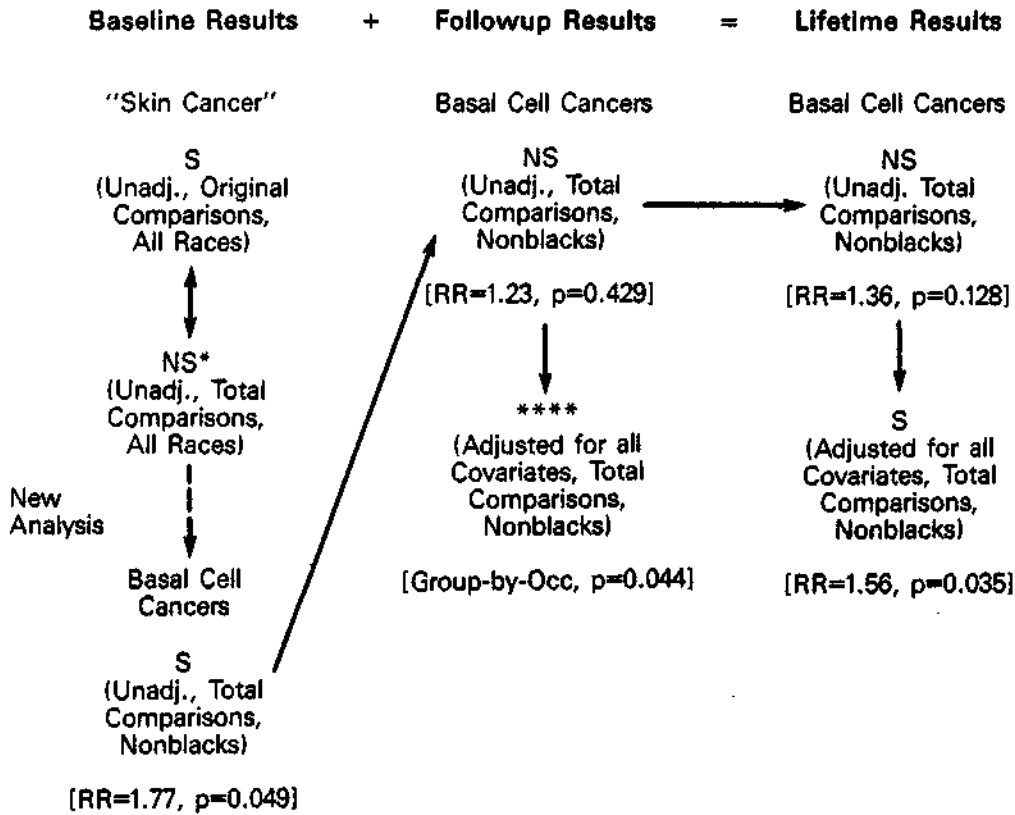 Baseline Results + Followup Results = Lifetime Results
"Skin Cancer"
S
(Unadj., Original
Comparisons,
All Races)
NS*
(Unadj., Total
Comparisons,
All Races)
New
Analysis
Basal Cell
Cancers
S
(Unadj., Total
Comparisons,
Nonblacks)
[RR=1.77, p=0.049]
Basal Cell Cancers
NS
(Unadj., Total
Comparisons,
Nonblacks)
[RR=1.23, p=0.429]
****
(Adjusted for all
Covariates, Total
Comparisons,
Nonblacks)
[Group-by-Occ, p=0.044]
Basal Cell Cancers
NS
(Unadj. Total
Comparisons,
Nonblacks)
[RR=1.36, p=0.128]
S
(Adjusted for all
Covariates, Total
Comparisons,
Nonblacks)
[RR=1.56, p=0.035]